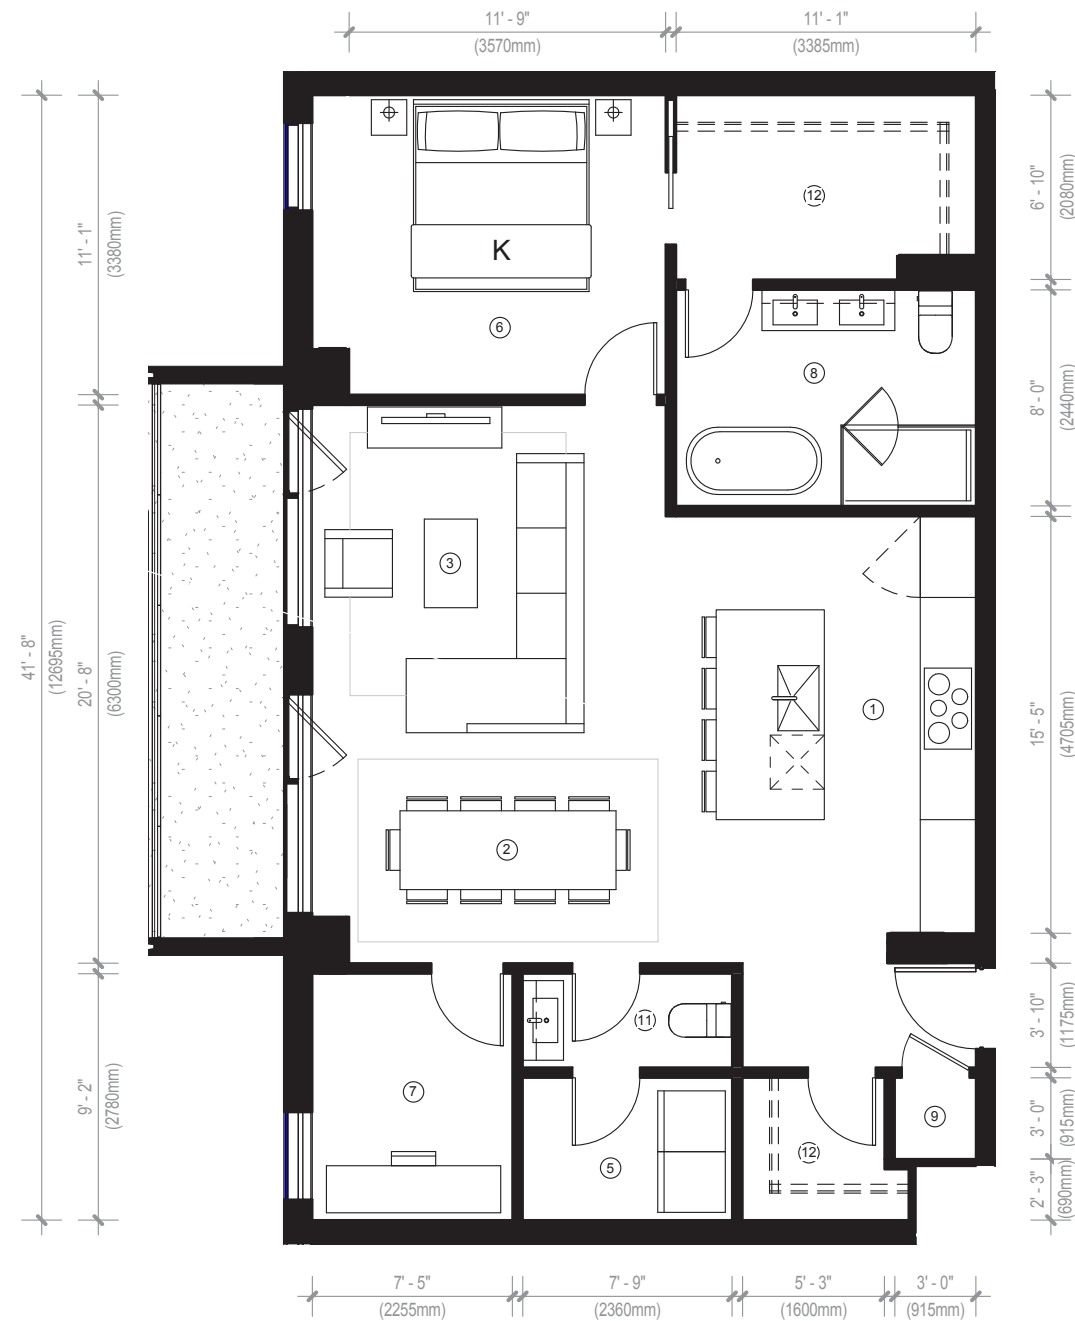 11' - 9"
(3570mm)
11' - 1"
(3385mm)
12
K
6
8
3
1
2
11
7
9
5
12
41' - 8"
(12695mm)
11' - 1"
(3380mm)
20' - 8"
(6300mm)
9' - 2"
(2780mm)
6' - 10"
(2080mm)
8' - 0"
(2440mm)
15' - 5"
(4705mm)
3' - 10"
(1175mm)
3' - 0"
(915mm)
2' - 3"
(690mm)
7' - 5"
(2255mm)
7' - 9"
(2360mm)
5' - 3"
(1600mm)
3' - 0"
(915mm)